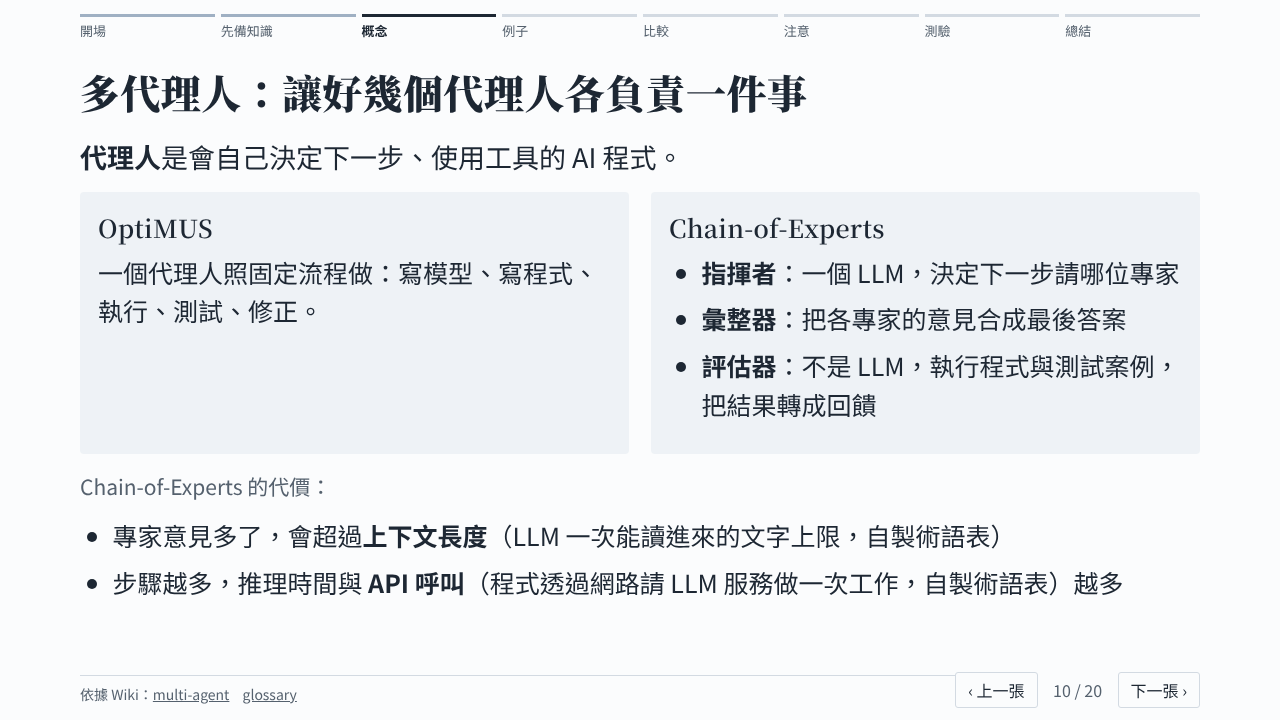 開場
先備知識
概念
例子
比較
注意
測驗
總結
多代理人：讓好幾個代理人各負責一件事
代理人是會自己決定下一步、使用工具的 AI 程式。
OptiMUS
一個代理人照固定流程做：寫模型、寫程式、
執行、測試、修正。
Chain-of-Experts
• 指揮者：一個 LLM，決定下一步請哪位專家
• 彙整器：把各專家的意見合成最後答案
• 評估器：不是 LLM，執行程式與測試案例，
把結果轉成回饋
Chain-of-Experts 的代價：
• 專家意見多了，會超過上下文長度（LLM 一次能讀進來的文字上限，自製術語表）
• 步驟越多，推理時間與 API 呼叫（程式透過網路請 LLM 服務做一次工作，自製術語表）越多
依據 Wiki：multi-agent glossary
‹ 上一張
10 / 20
下一張 ›